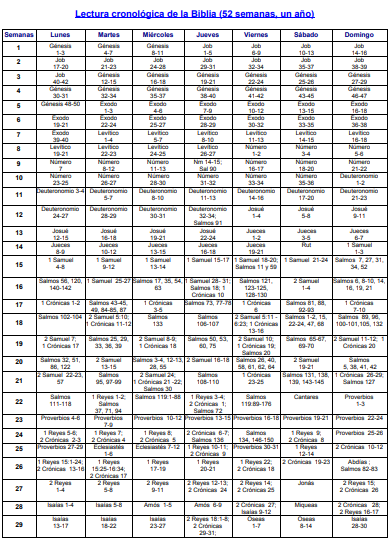 Lectura cronológica de la Biblia (52 semanas, un año)
Semanas Lunes Martes Miércoles Jueves Viernes Sábado Domingo
1 Génesis 1-3 Génesis 4-7 Génesis 8-11 Job 1-5 Job 6-9 Job 10-13 Job 14-16
2 Job 17-20 Job 21-23 Job 24-28 Job 29-31 Job 32-34 Job 35-37 Job 38-39
3 Job 40-42 Génesis 12-15 Génesis 16-18 Génesis 19-21 Génesis 22-24 Génesis 25-26 Génesis 27-29
4 Génesis 30-31 Génesis 32-34 Génesis 35-37 Génesis 38-40 Génesis 41-42 Génesis 43-45 Génesis 46-47
5 Génesis 48-50 Éxodo 1-3 Éxodo 4-6 Éxodo 7-9 Éxodo 10-12 Éxodo 13-15 Éxodo 16-18
6 Éxodo 19-21 Éxodo 22-24 Éxodo 25-27 Éxodo 28-29 Éxodo 30-32 Éxodo 33-35 Éxodo 36-38
7 Éxodo 39-40 Levítico 1-4 Levítico 5-7 Levítico 8-10 Levítico 11-13 Levítico 14-15 Levítico 16-18
8 Levítico 19-21 Levítico 22-23 Levítico 24-25 Levítico 26-27 Número 1-2 Número 3-4 Número 5-6
9 Número 7 Número 8-12 Número 11-13 Nm 14-15; Sal 90 Número 16-17 Número 18-20 Número 21-22
10 Número 23-25 Número 26-27 Número 28-30 Número 31-32 Número 33-34 Número 35-36 Deuteronomio 1-2
11 Deuteronomio 3-4 Deuteronomio 5-7 Deuteronomio 8-10 Deuteronomio 11-13 Deuteronomio 14-16 Deuteronomio 17-20 Deuteronomio 21-23
12 Deuteronomio 24-27 Deuteronomio 28-29 Deuteronomio 30-31 Deuteronomio 32-34; Salmos 91 Josué 1-4 Josué 5-8 Josué 9-11
13 Josué 12-15 Josué 16-18 Josué 19-21 Josué 22-24 Jueces 1-2 Jueces 3-5 Jueces 6-7
14 Jueces 8-9 Jueces 10-12 Jueces 13-15 Jueces 16-18 Jueces 19-21 Rut 1 Samuel 1-3
15 1 Samuel 4-8 1 Samuel 9-12 1 Samuel 13-14 1 Samuel 15-17 1 Samuel 18-20; Salmos 11 y 59 1 Samuel 21-24 Salmos 7, 27, 31, 34, 52
16 Salmos 56, 120, 140-142 1 Samuel 25-27 Salmos 17, 35, 54, 63 1 Samuel 28- 31; Salmos 18; 1 Crónicas 10 Salmos 121, 123-125, 128-130 2 Samuel 1-4 Salmos 6, 8-10, 14, 16, 19, 21
17 1 Crónicas 1-2 Salmos 43-45, 49, 84-85, 87 1 Crónicas 3-5 Salmos 73, 77-78 1 Crónicas 6 Salmos 81, 88, 92-93 1 Crónicas 7-10
18 Salmos 102-104 2 Samuel 5:10; 1 Crónicas 11-12 Salmos 133 Salmos 106-107 2 Samuel 5:11 - 6:23; 1 Crónicas 13-16 Salmos 1-2, 15, 22-24, 47, 68 Salmos 89, 96, 100-101,105, 132
19 2 Samuel 7; 1 Crónicas 17 Salmos 25, 29, 33, 36, 39 2 Samuel 8-9; 1 Crónicas 18 Salmos 50, 53, 60, 75 2 Samuel 10; 1 Crónicas 19; Salmos 20 Salmos 65-67, 69-70 2 Samuel 11-12; 1 Crónicas 20
20 Salmos 32, 51, 86, 122 2 Samuel 13-15 Salmos 3-4, 12-13, 28, 55 2 Samuel 16-18 Salmos 26, 40, 58, 61, 62, 64 2 Samuel 19-21 Salmos 5, 38, 41, 42
21 2 Samuel 22-23, 57 Salmos 95, 97-99 2 Samuel 24; 1 Crónicas 21-22; Salmos 30 Salmos 108-110 1 Crónicas 23-25 Salmos 131, 138, 139, 143-145 1 Crónicas 26-29; Salmos 127
22 Salmos 111-118 1 Reyes 1-2; Salmos 37, 71, 94 Salmos 119:1-88 1 Reyes 3-4; 2 Crónicas 1; Salmos 72 Salmos 119:89-176 Cantares Proverbios 1-3
23 Proverbios 4-6 Proverbios 7-9 Proverbios 10-12 Proverbios 13-15 Proverbios 16-18 Proverbios 19-21 Proverbios 22-24
24 1 Reyes 5-6; 2 Crónicas 2-3 1 Reyes 7; 2 Crónicas 4 1 Reyes 8; 2 Crónicas 5 2 Crónicas 6-7; Salmos 136 Salmos 134, 146-150 1 Reyes 9; 2 Crónicas 8 Proverbios 25-26
25 Proverbios 27-29 Eclesiastés 1-6 Eclesiastés 7-12 1 Reyes 10-11; 2 Crónicas 9 Proverbios 30-31 1 Reyes 12-14 2 Crónicas 10-12
26 1 Reyes 15:1-24; 2 Crónicas 13-16 1 Reyes 15:25-16:34; 2 Crónicas 17 1 Reyes 17-19 1 Reyes 20-21 1 Reyes 22; 2 Crónicas 18 2 Crónicas 19-23 Abdías ; Salmos 82-83
27 2 Reyes 1-4 2 Reyes 5-8 2 Reyes 9-11 2 Reyes 12-13; 2 Crónicas 24 2 Reyes 14; 2 Crónicas 25 Jonás 2 Reyes 15; 2 Crónicas 26
28 Isaías 1-4 Isaías 5-8 Amós 1-5 Amós 6-9 2 Crónicas 27; Isaías 9-12 Miqueas 2 Crónicas 28; 2 Reyes 16-17
29 Isaías 13-17 Isaías 18-22 Isaías 23-27 2 Reyes 18:1-8; 2 Crónicas 29-31; Oseas 1-7 Oseas 8-14 Isaías 28-30